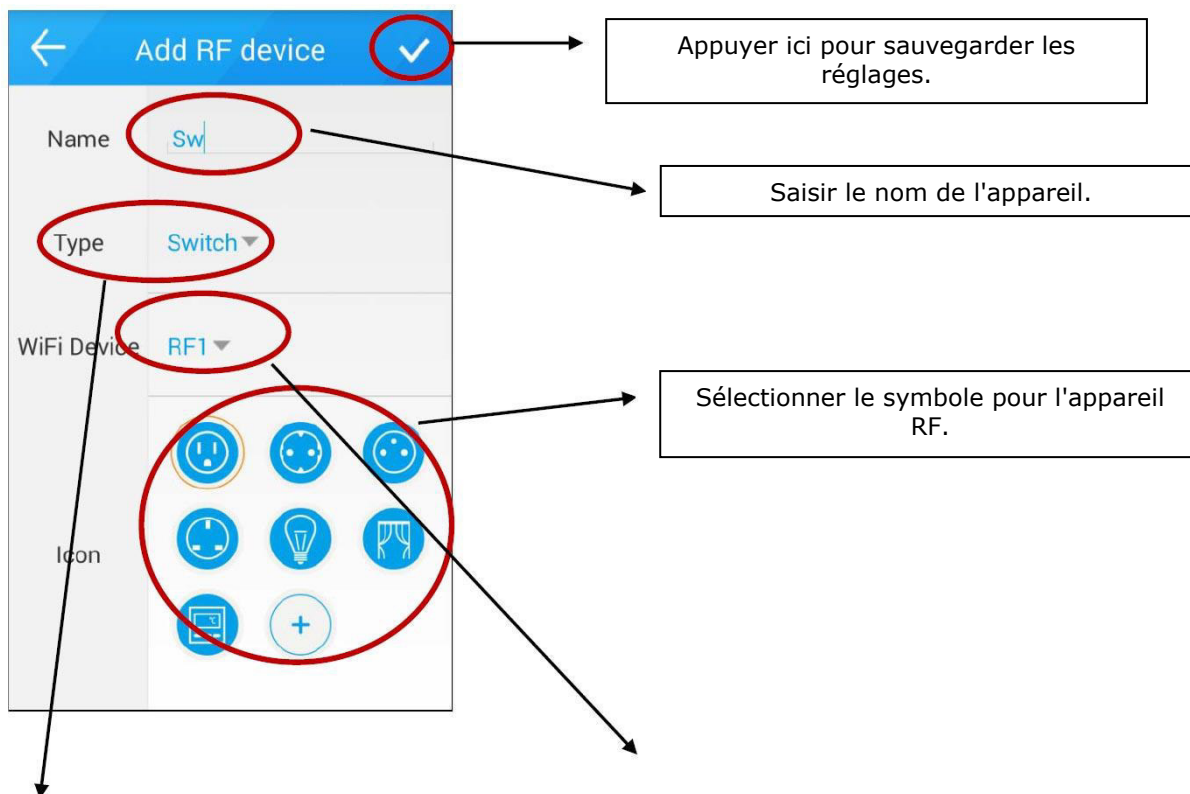 Add RF device
Appuyer ici pour sauvegarder les
réglages.
Name
Sw
Saisir le nom de l'appareil.
Type
Switch
WiFi Device
RF1
Sélectionner le symbole pour l'appareil
RF.
Icon
°C